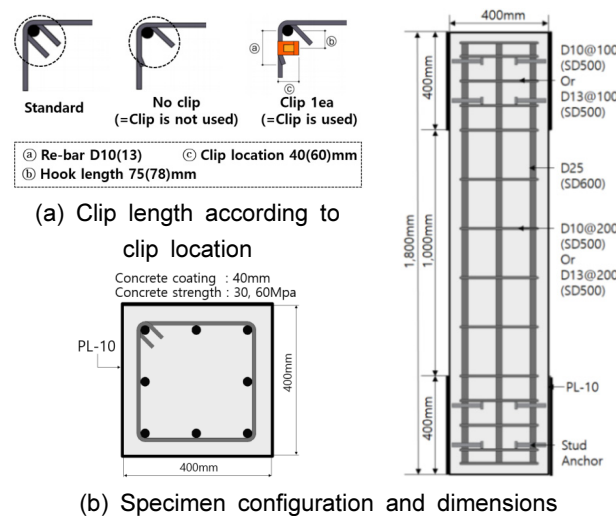 Standard
No clip
(=Clip is not used)
Clip 1ea
(=Clip is used)
ⓐ
ⓑ
ⓒ
ⓐ Re-bar D10(13) ⓒ Clip location 40(60)mm
ⓑ Hook length 75(78)mm
(a) Clip length according to
clip location
Concrete coating : 40mm
Concrete strength : 30, 60Mpa
PL-10
400mm
400mm
400mm
400mm
1,800mm
1,000mm
400mm
D10@100
(SD500)
Or
D13@100
(SD500)
D25
(SD600)
D10@200
(SD500)
Or
D13@200
(SD500)
PL-10
Stud
Anchor
(b) Specimen configuration and dimensions